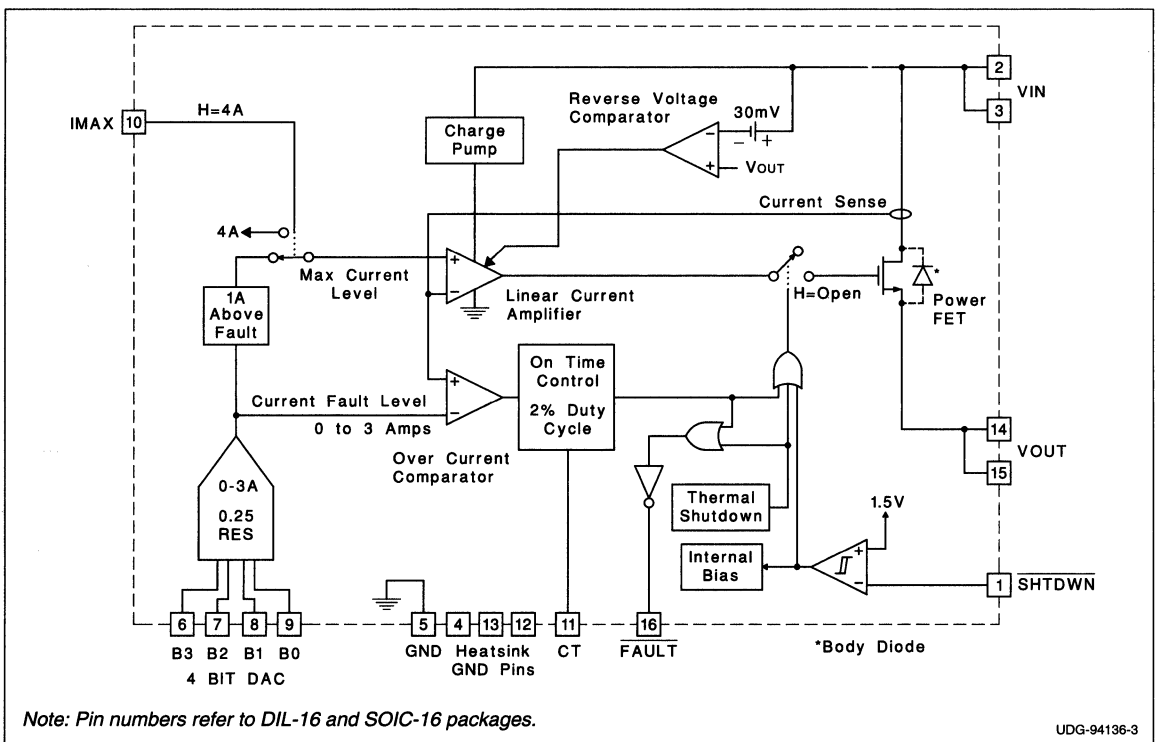 2
VIN
3
IMAX 10
H=4A
Charge
Pump
Reverse Voltage
Comparator
30mV
− +
−
+
VOUT
Current Sense
4A
Max Current
Level
+
−
Linear Current
Amplifier
H=Open
*
Power
FET
1A
Above
Fault
Current Fault Level
0 to 3 Amps
+
−
Over Current
Comparator
On Time
Control
2% Duty
Cycle
14
VOUT
15
0-3A
0.25
RES
Thermal
Shutdown
1.5V
Internal
Bias
+
−
1 SHTDWN
6 7 8 9
B3 B2 B1 B0
4 BIT DAC
5 4 13 12 11 16
GND Heatsink
GND Pins
CT
FAULT
*Body Diode
Note: Pin numbers refer to DIL-16 and SOIC-16 packages.
UDG-94136-3